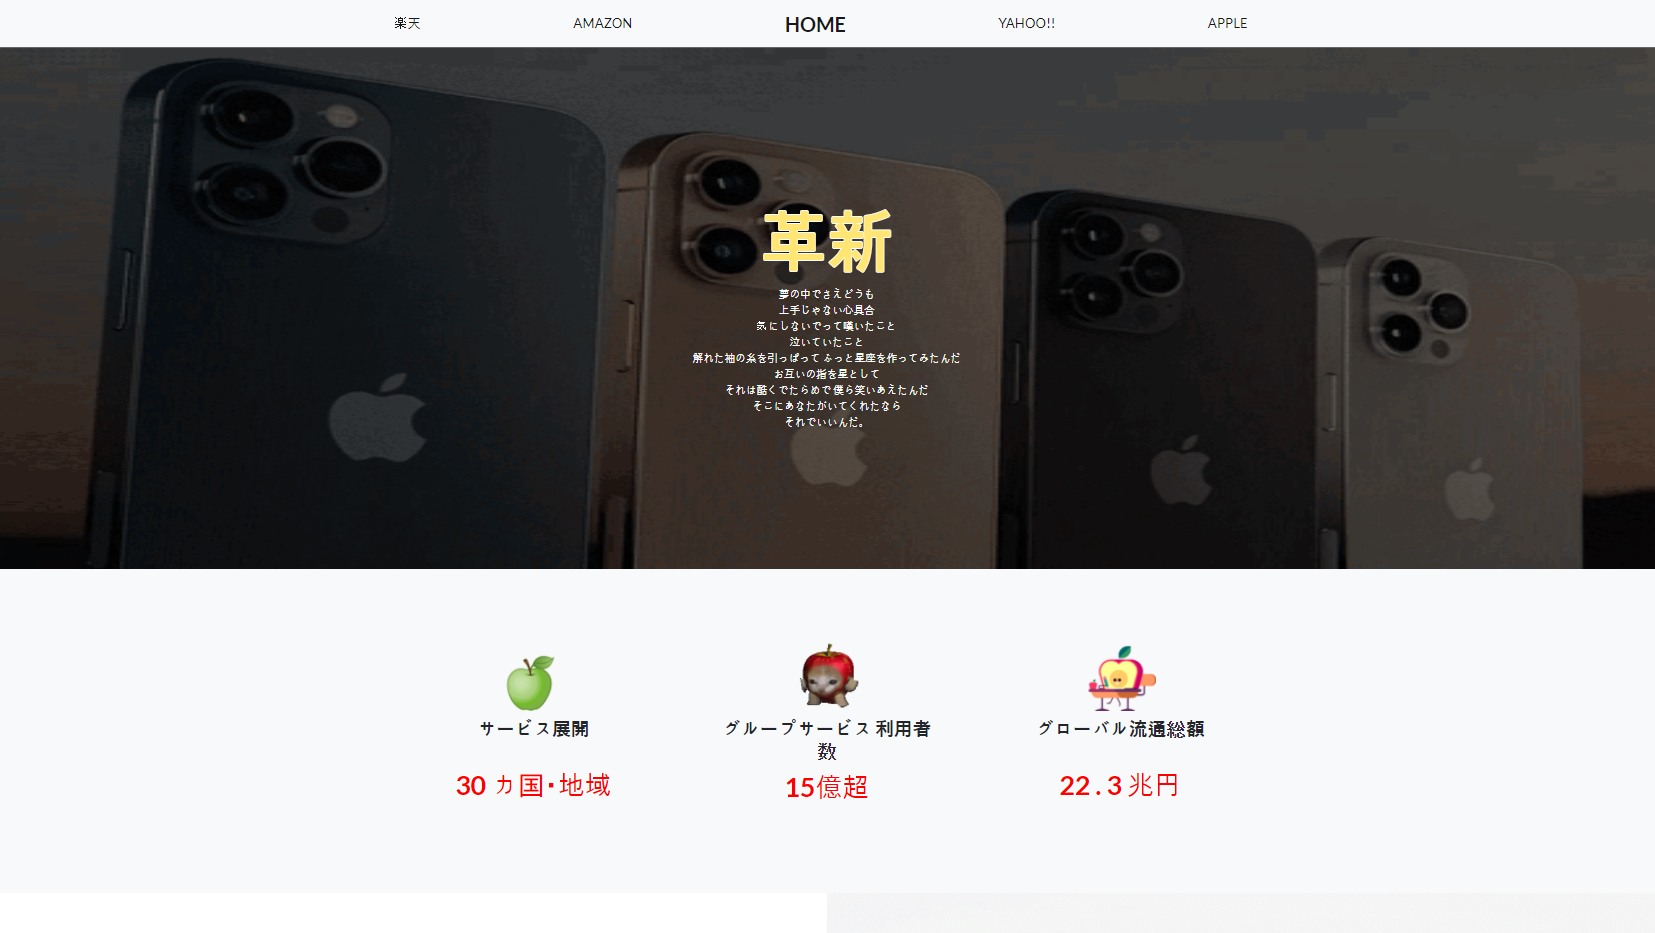 楽天
AMAZON
HOME
YAHOO!!
APPLE
革新
夢の中でさえどうも
上手じゃない心具合
気にしないでって嘆いたこと
泣いていたこと
解れた袖の糸を引っぱって ふっと星座を作ってみたんだ
お互いの指を星として
それは酷くでたらめで 僕ら笑いあえたんだ
そこにあなたがいてくれたなら
それでいいんだ。
サービス展開
30 カ国・地域
グループサービス 利用者
数
15億超
グローバル流通総額
22.3 兆円